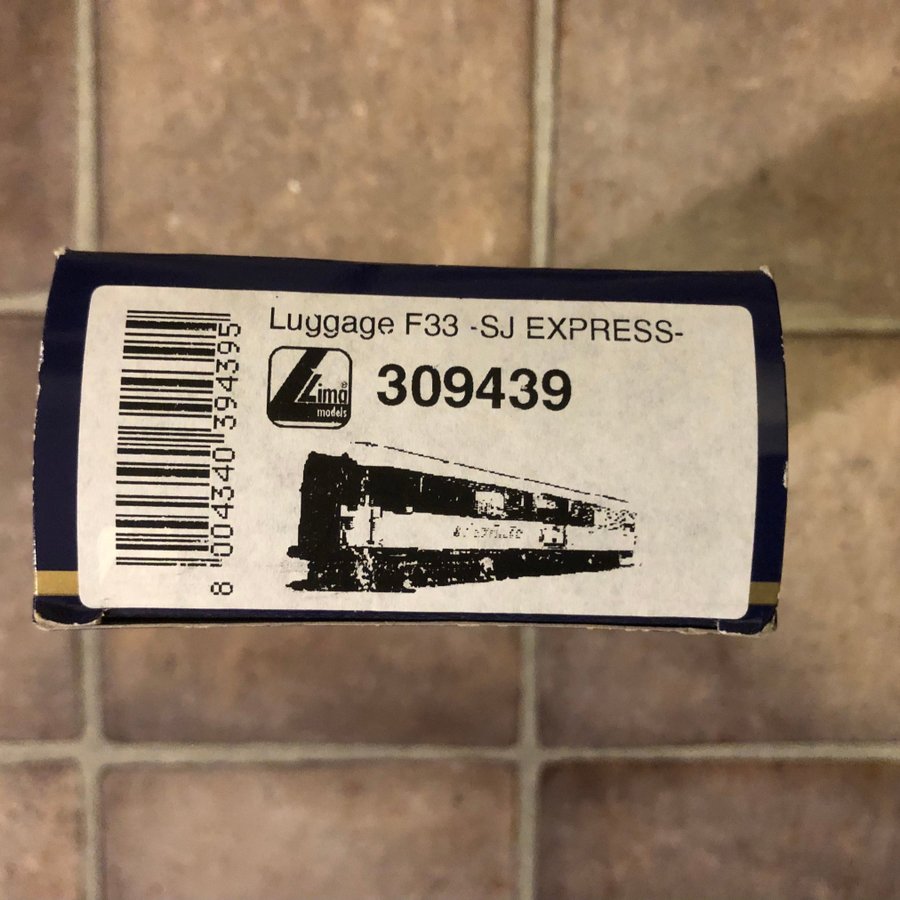 Luggage F33 -SJ EXPRESS-
Lima®
models
309439
8 004340 394395